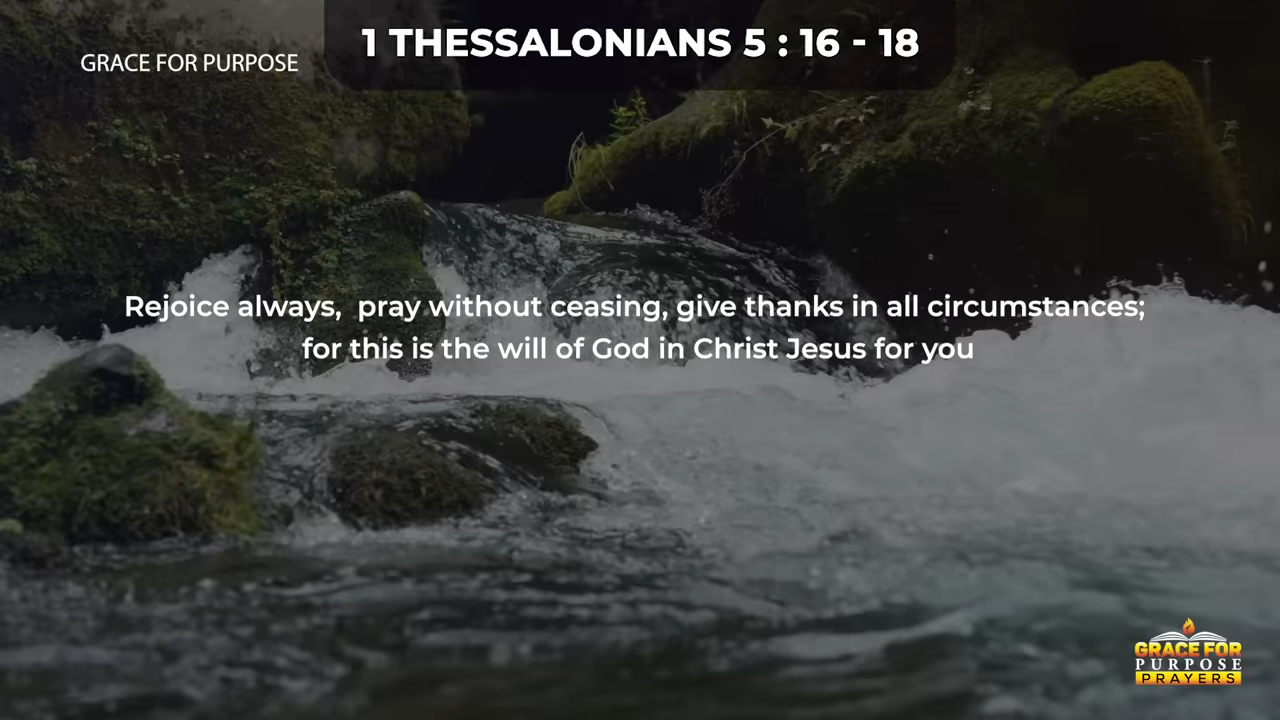 1 THESSALONIANS 5 : 16 - 18
GRACE FOR PURPOSE
Rejoice always,  pray without ceasing, give thanks in all circumstances;
for this is the will of God in Christ Jesus for you
GRACE FOR
PURPOSE
PRAYERS